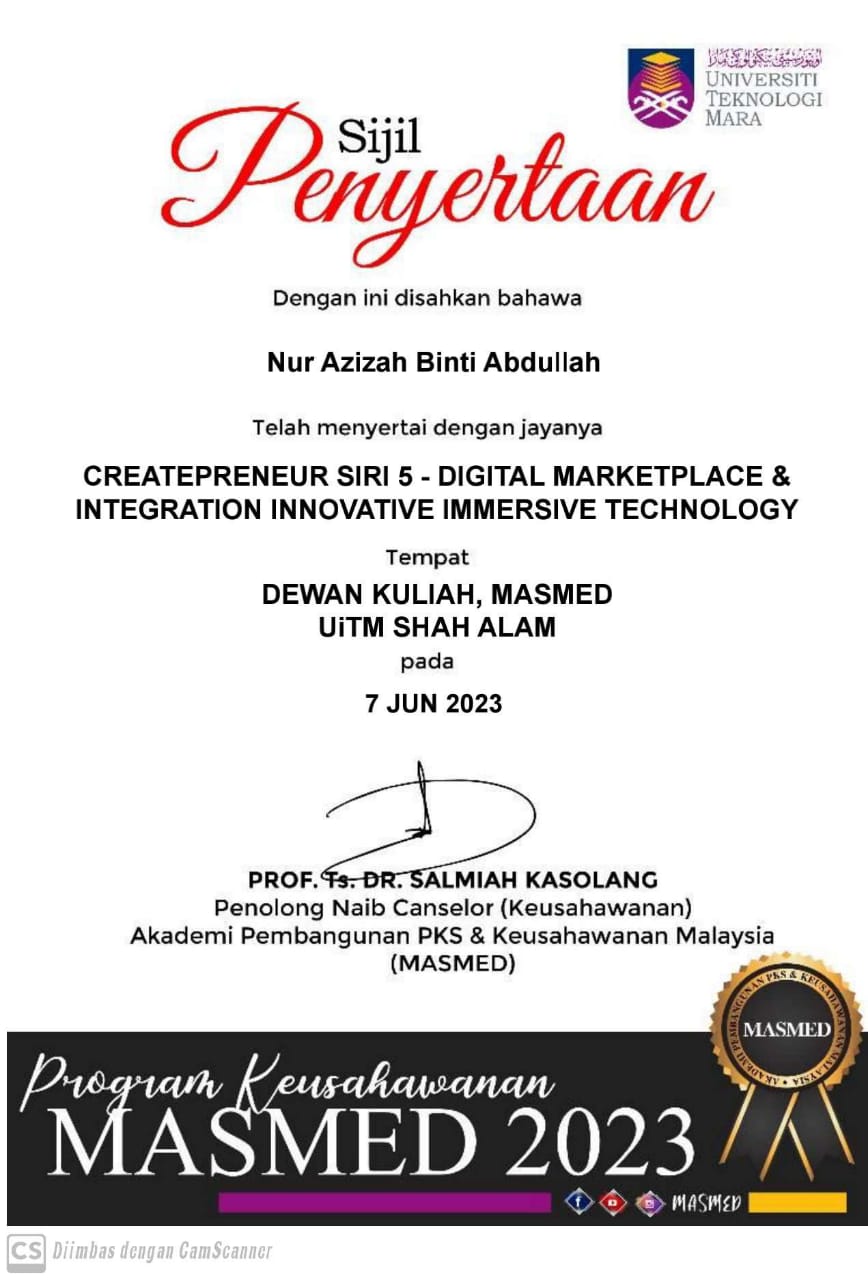 اونيۏرسيتي تيكنولوݢي مارا
UNIVERSITI
TEKNOLOGI
MARA
Sijil
Penyertaan
Dengan ini disahkan bahawa
Nur Azizah Binti Abdullah
Telah menyertai dengan jayanya
CREATEPRENEUR SIRI 5 - DIGITAL MARKETPLACE &
INTEGRATION INNOVATIVE IMMERSIVE TECHNOLOGY
Tempat
DEWAN KULIAH, MASMED
UiTM SHAH ALAM
pada
7 JUN 2023
PROF. Ts. DR. SALMIAH KASOLANG
Penolong Naib Canselor (Keusahawanan)
Akademi Pembangunan PKS & Keusahawanan Malaysia
(MASMED)
AKADEMI PEMBANGUNAN PKS & KEUSAHAWANAN MALAYSIA
MASMED
Program Keusahawanan
MASMED 2023
MASMED
CS Diimbas dengan CamScanner